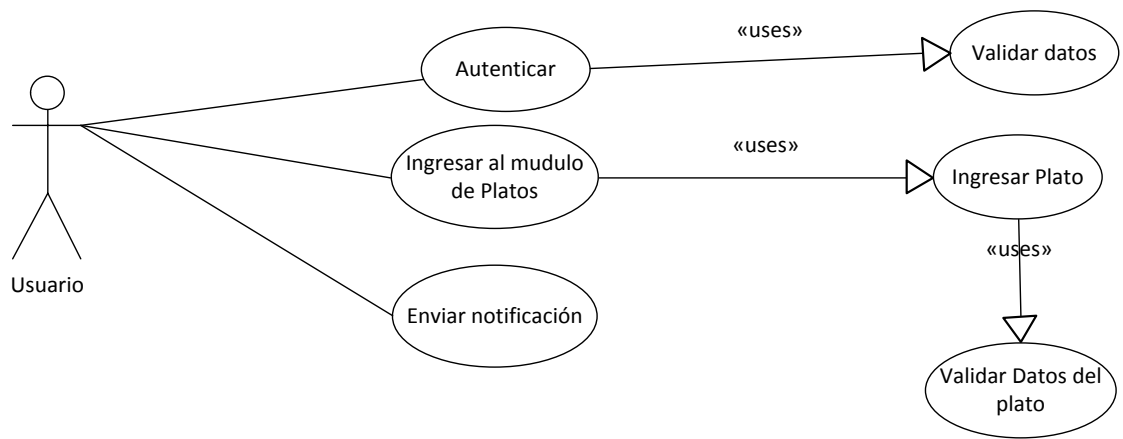 «uses»
Autenticar
Validar datos
«uses»
Ingresar al mudulo
de Platos
Ingresar Plato
«uses»
Usuario
Enviar notificación
Validar Datos del
plato